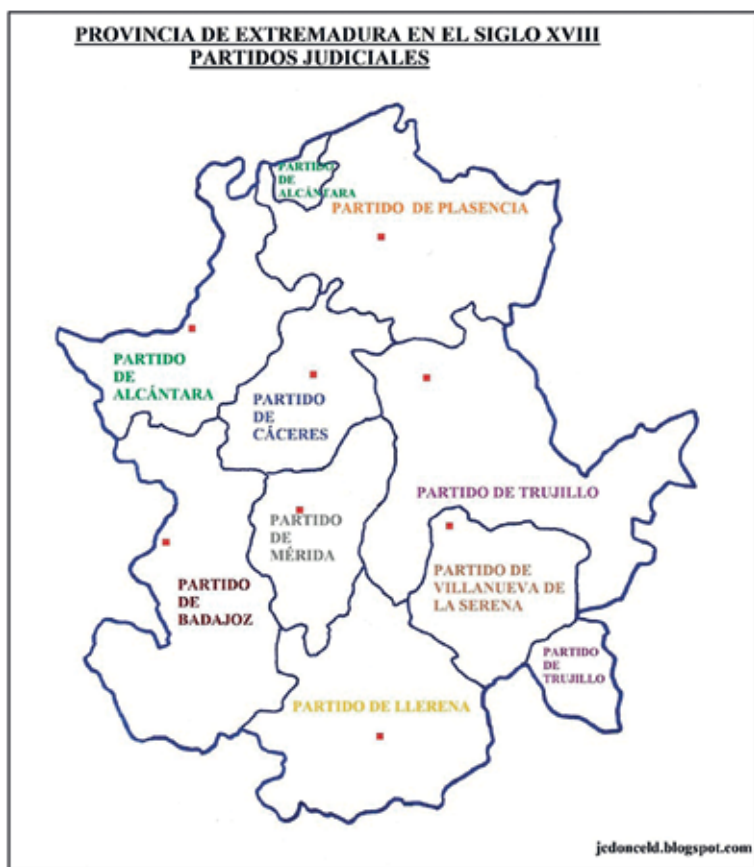 PROVINCIA DE EXTREMADURA EN EL SIGLO XVIII
PARTIDOS JUDICIALES
PARTIDO
DE
ALCÁNTARA
PARTIDO DE PLASENCIA
PARTIDO
DE
ALCÁNTARA
PARTIDO
DE
CÁCERES
PARTIDO DE TRUJILLO
PARTIDO
DE
MÉRIDA
PARTIDO DE
VILLANUEVA DE
LA SERENA
PARTIDO
DE
BADAJOZ
PARTIDO
DE
TRUJILLO
PARTIDO DE LLERENA
jcdonceld.blogspot.com